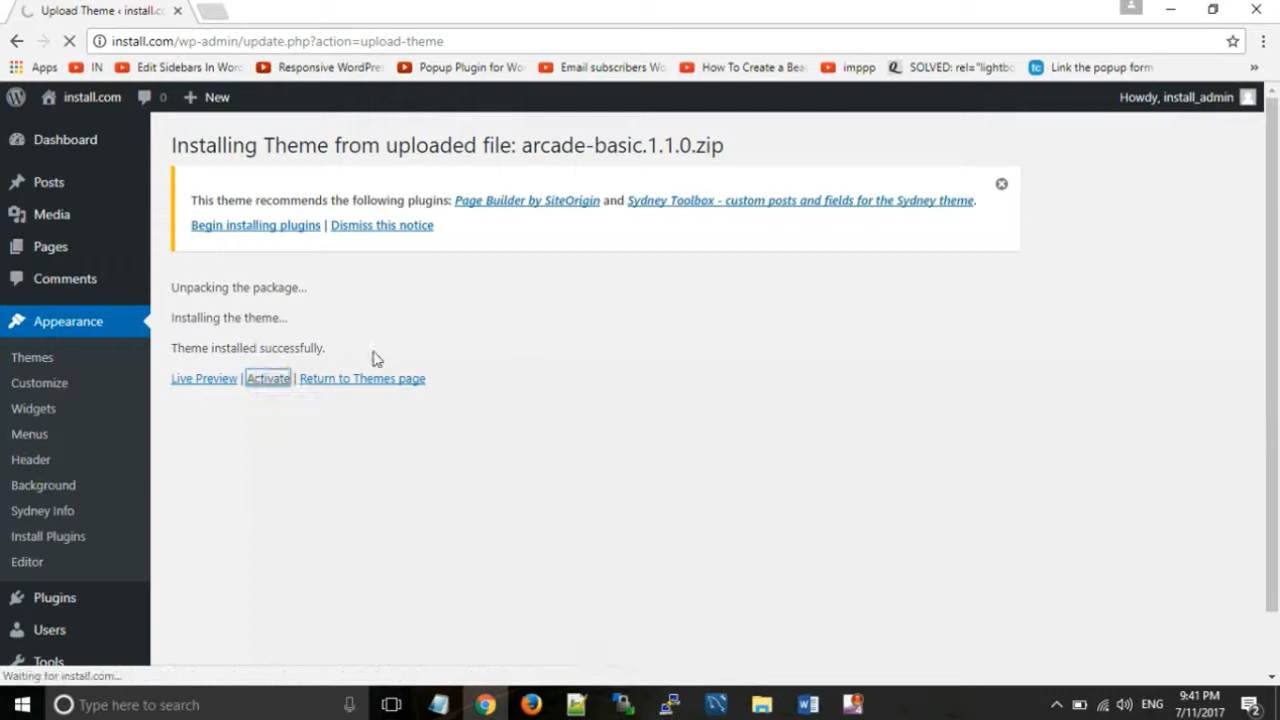 Upload Theme ‹ install.cc
install.com/wp-admin/update.php?action=upload-theme
Apps IN Edit Sidebars In Worc Responsive WordPre: Popup Plugin for Wo Email subscribers Wo How To Create a Bea imppp SOLVED: rel="lightbo Link the popup form »
install.com 0 + New Howdy, install_admin
Dashboard
Posts
Media
Pages
Comments
Appearance
Themes
Customize
Widgets
Menus
Header
Background
Sydney Info
Install Plugins
Editor
Plugins
Users
Tools
Installing Theme from uploaded file: arcade-basic.1.1.0.zip
This theme recommends the following plugins: Page Builder by SiteOrigin and Sydney Toolbox - custom posts and fields for the Sydney theme.
Begin installing plugins | Dismiss this notice
Unpacking the package...
Installing the theme...
Theme installed successfully.
Live Preview | Activate | Return to Themes page
Waiting for install.com...
Type here to search
ENG
9:41 PM
7/11/2017
2